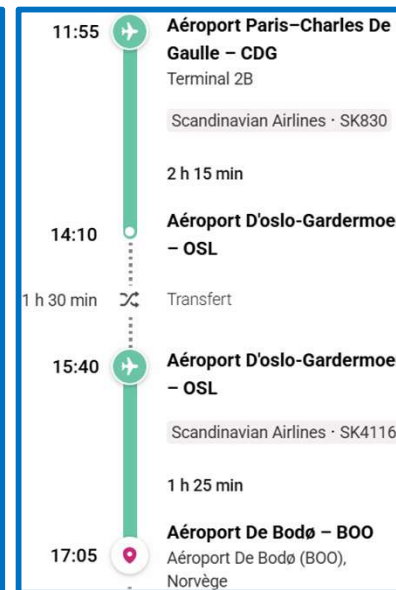 11:55 Aéroport Paris–Charles De
Gaulle – CDG
Terminal 2B
Scandinavian Airlines · SK830
2 h 15 min
14:10 Aéroport D'oslo-Gardermoe
– OSL
1 h 30 min Transfert
15:40 Aéroport D'oslo-Gardermoe
– OSL
Scandinavian Airlines · SK4116
1 h 25 min
Aéroport De Bodø – BOO
17:05 Aéroport De Bodø (BOO),
Norvège